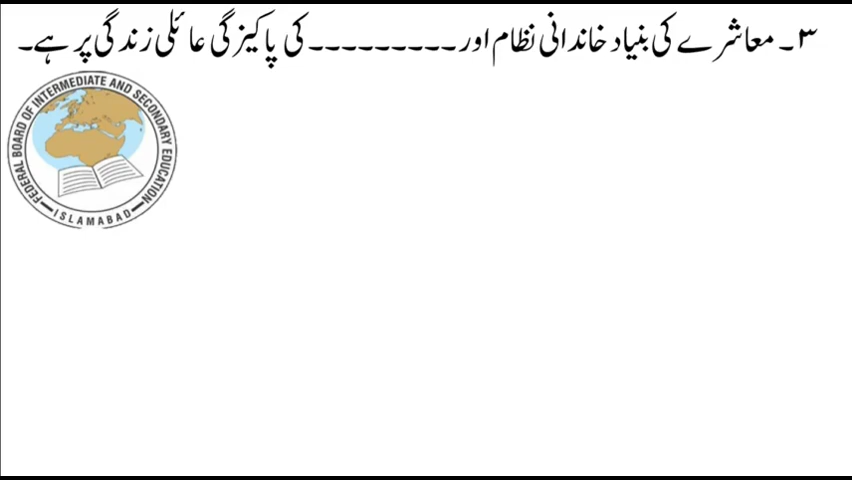 ۳۔ معاشرے کی بنیاد خاندانی نظام اور ---------- کی پاکیزگی عائلی زندگی پر ہے۔
FEDERAL BOARD OF INTERMEDIATE AND SECONDARY EDUCATION
ISLAMABAD